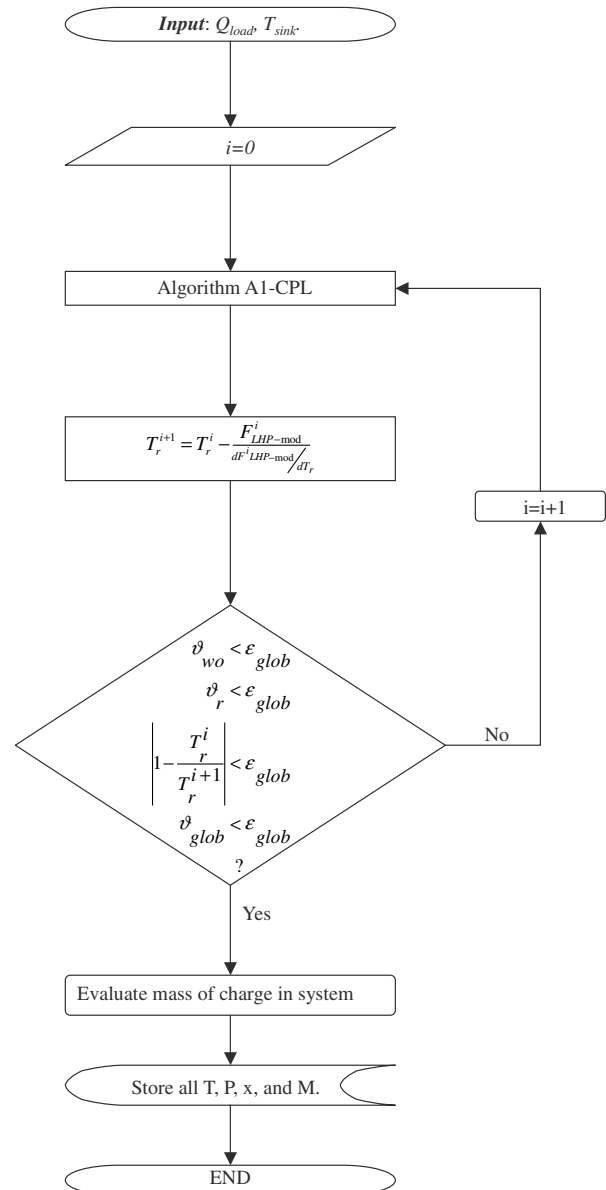 Input: Q_load, T_sink.
i=0
Algorithm A1-CPL
T_r^{i+1} = T_r^i - \frac{F^i_{LHP-mod}}{dF^i_{LHP-mod}/dT_r}
i=i+1
ϑ_wo < ε_glob
ϑ_r < ε_glob
|1 - \frac{T_r^i}{T_r^{i+1}}| < ε_glob
No
ϑ_glob < ε_glob
?
Yes
Evaluate mass of charge in system
Store all T, P, x, and M.
END